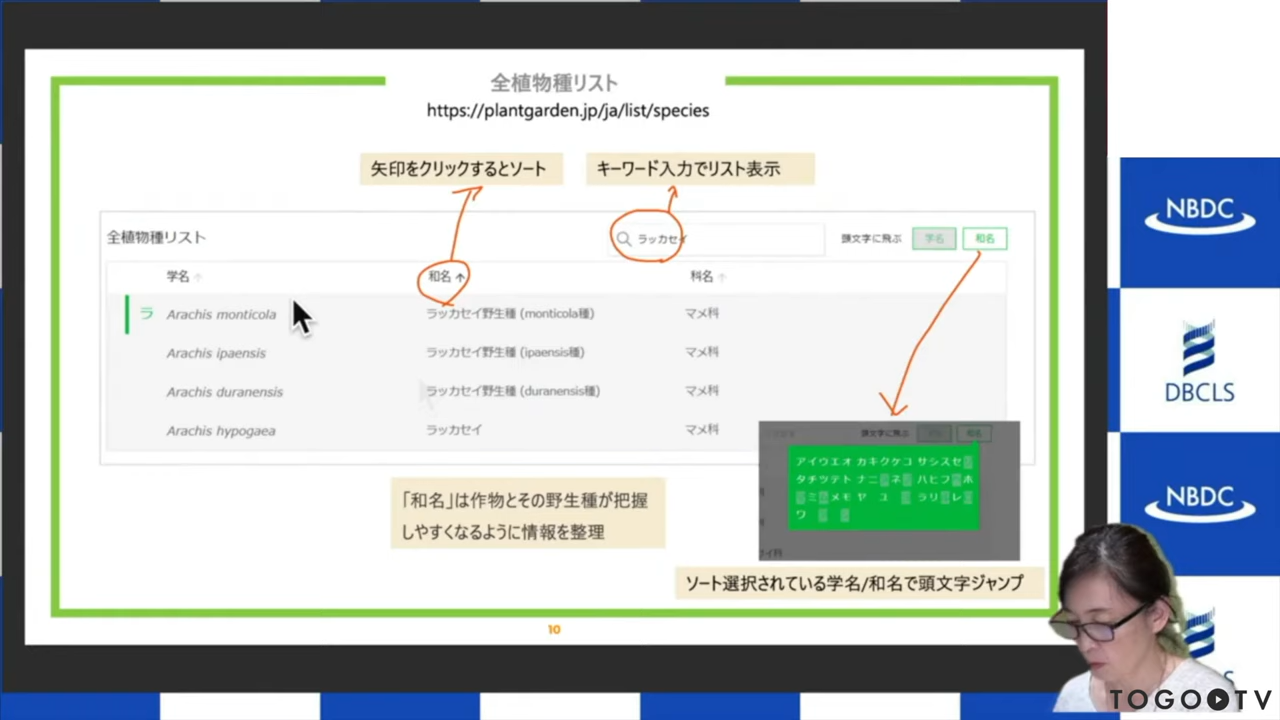 全植物種リスト
https://plantgarden.jp/ja/list/species
矢印をクリックするとソート
キーワード入力でリスト表示
全植物種リスト
ラッカセイ
頭文字に飛ぶ 学名 和名
学名↑ 和名↑ 科名↑
ラ Arachis monticola ラッカセイ野生種 (monticola種) マメ科
Arachis ipaensis ラッカセイ野生種 (ipaensis種) マメ科
Arachis duranensis ラッカセイ野生種 (duranensis種) マメ科
Arachis hypogaea ラッカセイ マメ科
頭文字に飛ぶ 学名 和名
アイウエオ カキクケコ サシスセ
タチツテト ナニ ネ ハヒフ ホ
ミ メモ ヤ ユ ラリ レ
ワ
「和名」は作物とその野生種が把握
しやすくなるように情報を整理
ソート選択されている学名/和名で頭文字ジャンプ
10
NBDC
DBCLS
NBDC
TOGO TV